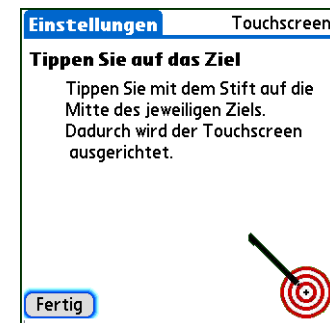 Einstellungen Touchscreen
Tippen Sie auf das Ziel
Tippen Sie mit dem Stift auf die
Mitte des jeweiligen Ziels.
Dadurch wird der Touchscreen
ausgerichtet.
Fertig